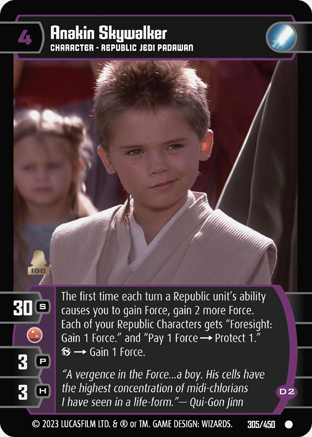 4
Anakin Skywalker
CHARACTER • REPUBLIC JEDI PADAWAN
IDC
30 S
3 P
3 H
The first time each turn a Republic unit's ability
causes you to gain Force, gain 2 more Force.
Each of your Republic Characters gets "Foresight:
Gain 1 Force." and "Pay 1 Force → Protect 1."
→ Gain 1 Force.
"A vergence in the Force...a boy. His cells have
the highest concentration of midi-chlorians
I have seen in a life-form."— Qui-Gon Jinn
D2
© 2023 LUCASFILM LTD. & ® or TM. GAME DESIGN: WIZARDS.
305/450